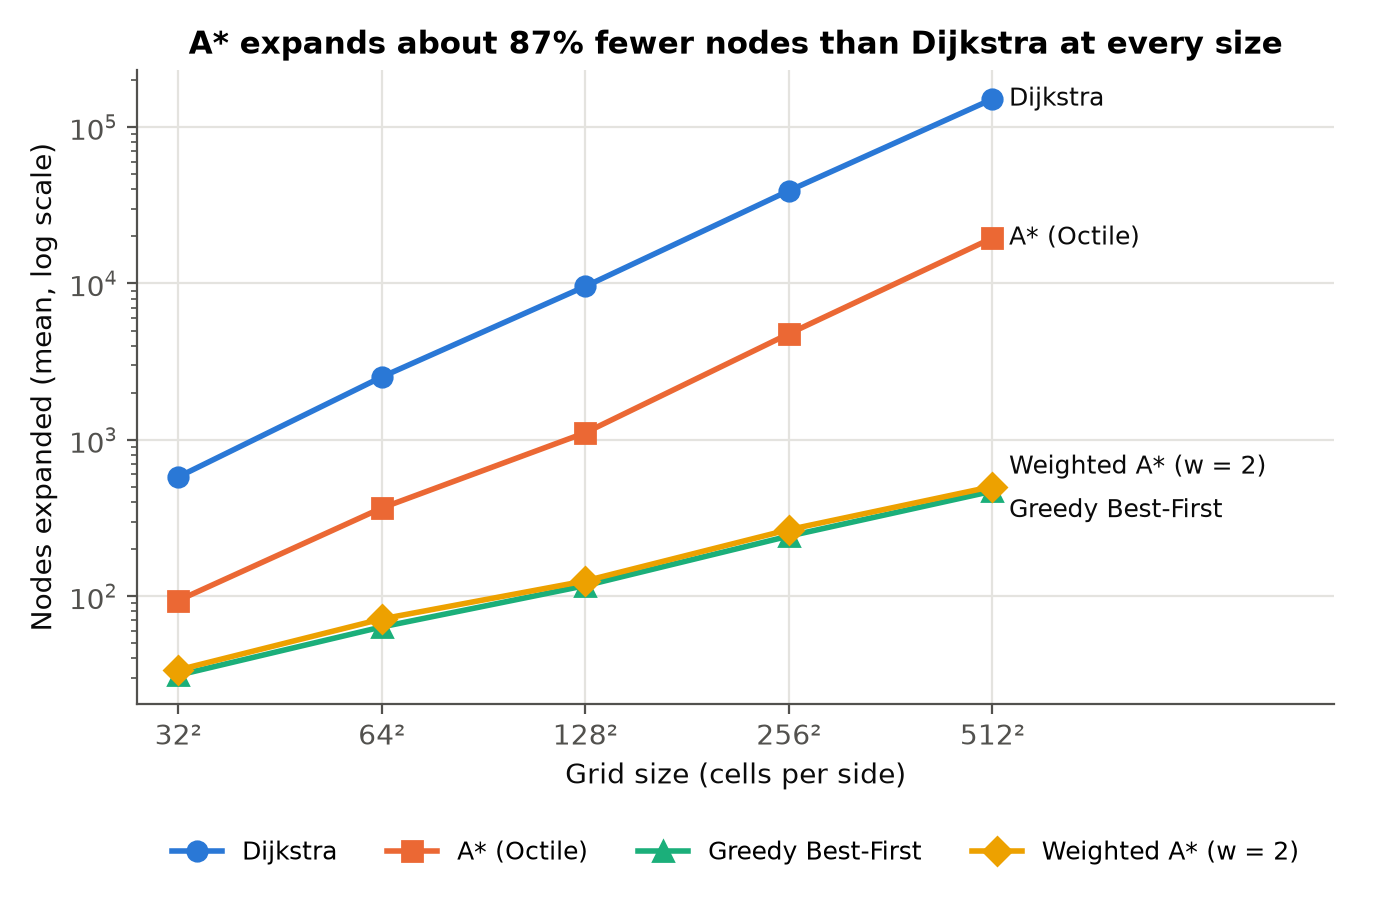 A* expands about 87% fewer nodes than Dijkstra at every size
Nodes expanded (mean, log scale)
10⁵
10⁴
10³
10²
Dijkstra
A* (Octile)
Weighted A* (w = 2)
Greedy Best-First
32² 64² 128² 256² 512²
Grid size (cells per side)
Dijkstra A* (Octile) Greedy Best-First Weighted A* (w = 2)